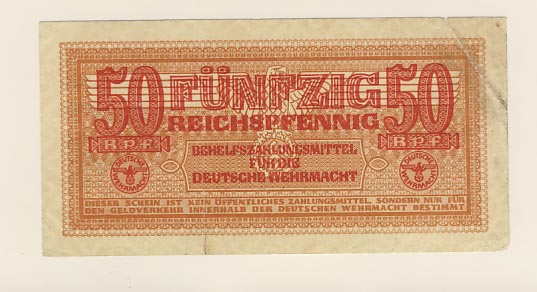 50 FÜNFZIG 50
REICHSPFENNIG
R.P.F. R.P.F.
BEHELFSZAHLUNGSMITTEL
FÜR DIE
DEUTSCHE WEHRMACHT
DEUTSCHE WEHRMACHT
DEUTSCHE WEHRMACHT
DIESER SCHEIN IST KEIN ÖFFENTLICHES ZAHLUNGSMITTEL, SONDERN NUR FÜR
DEN GELDVERKEHR INNERHALB DER DEUTSCHEN WEHRMACHT BESTIMMT